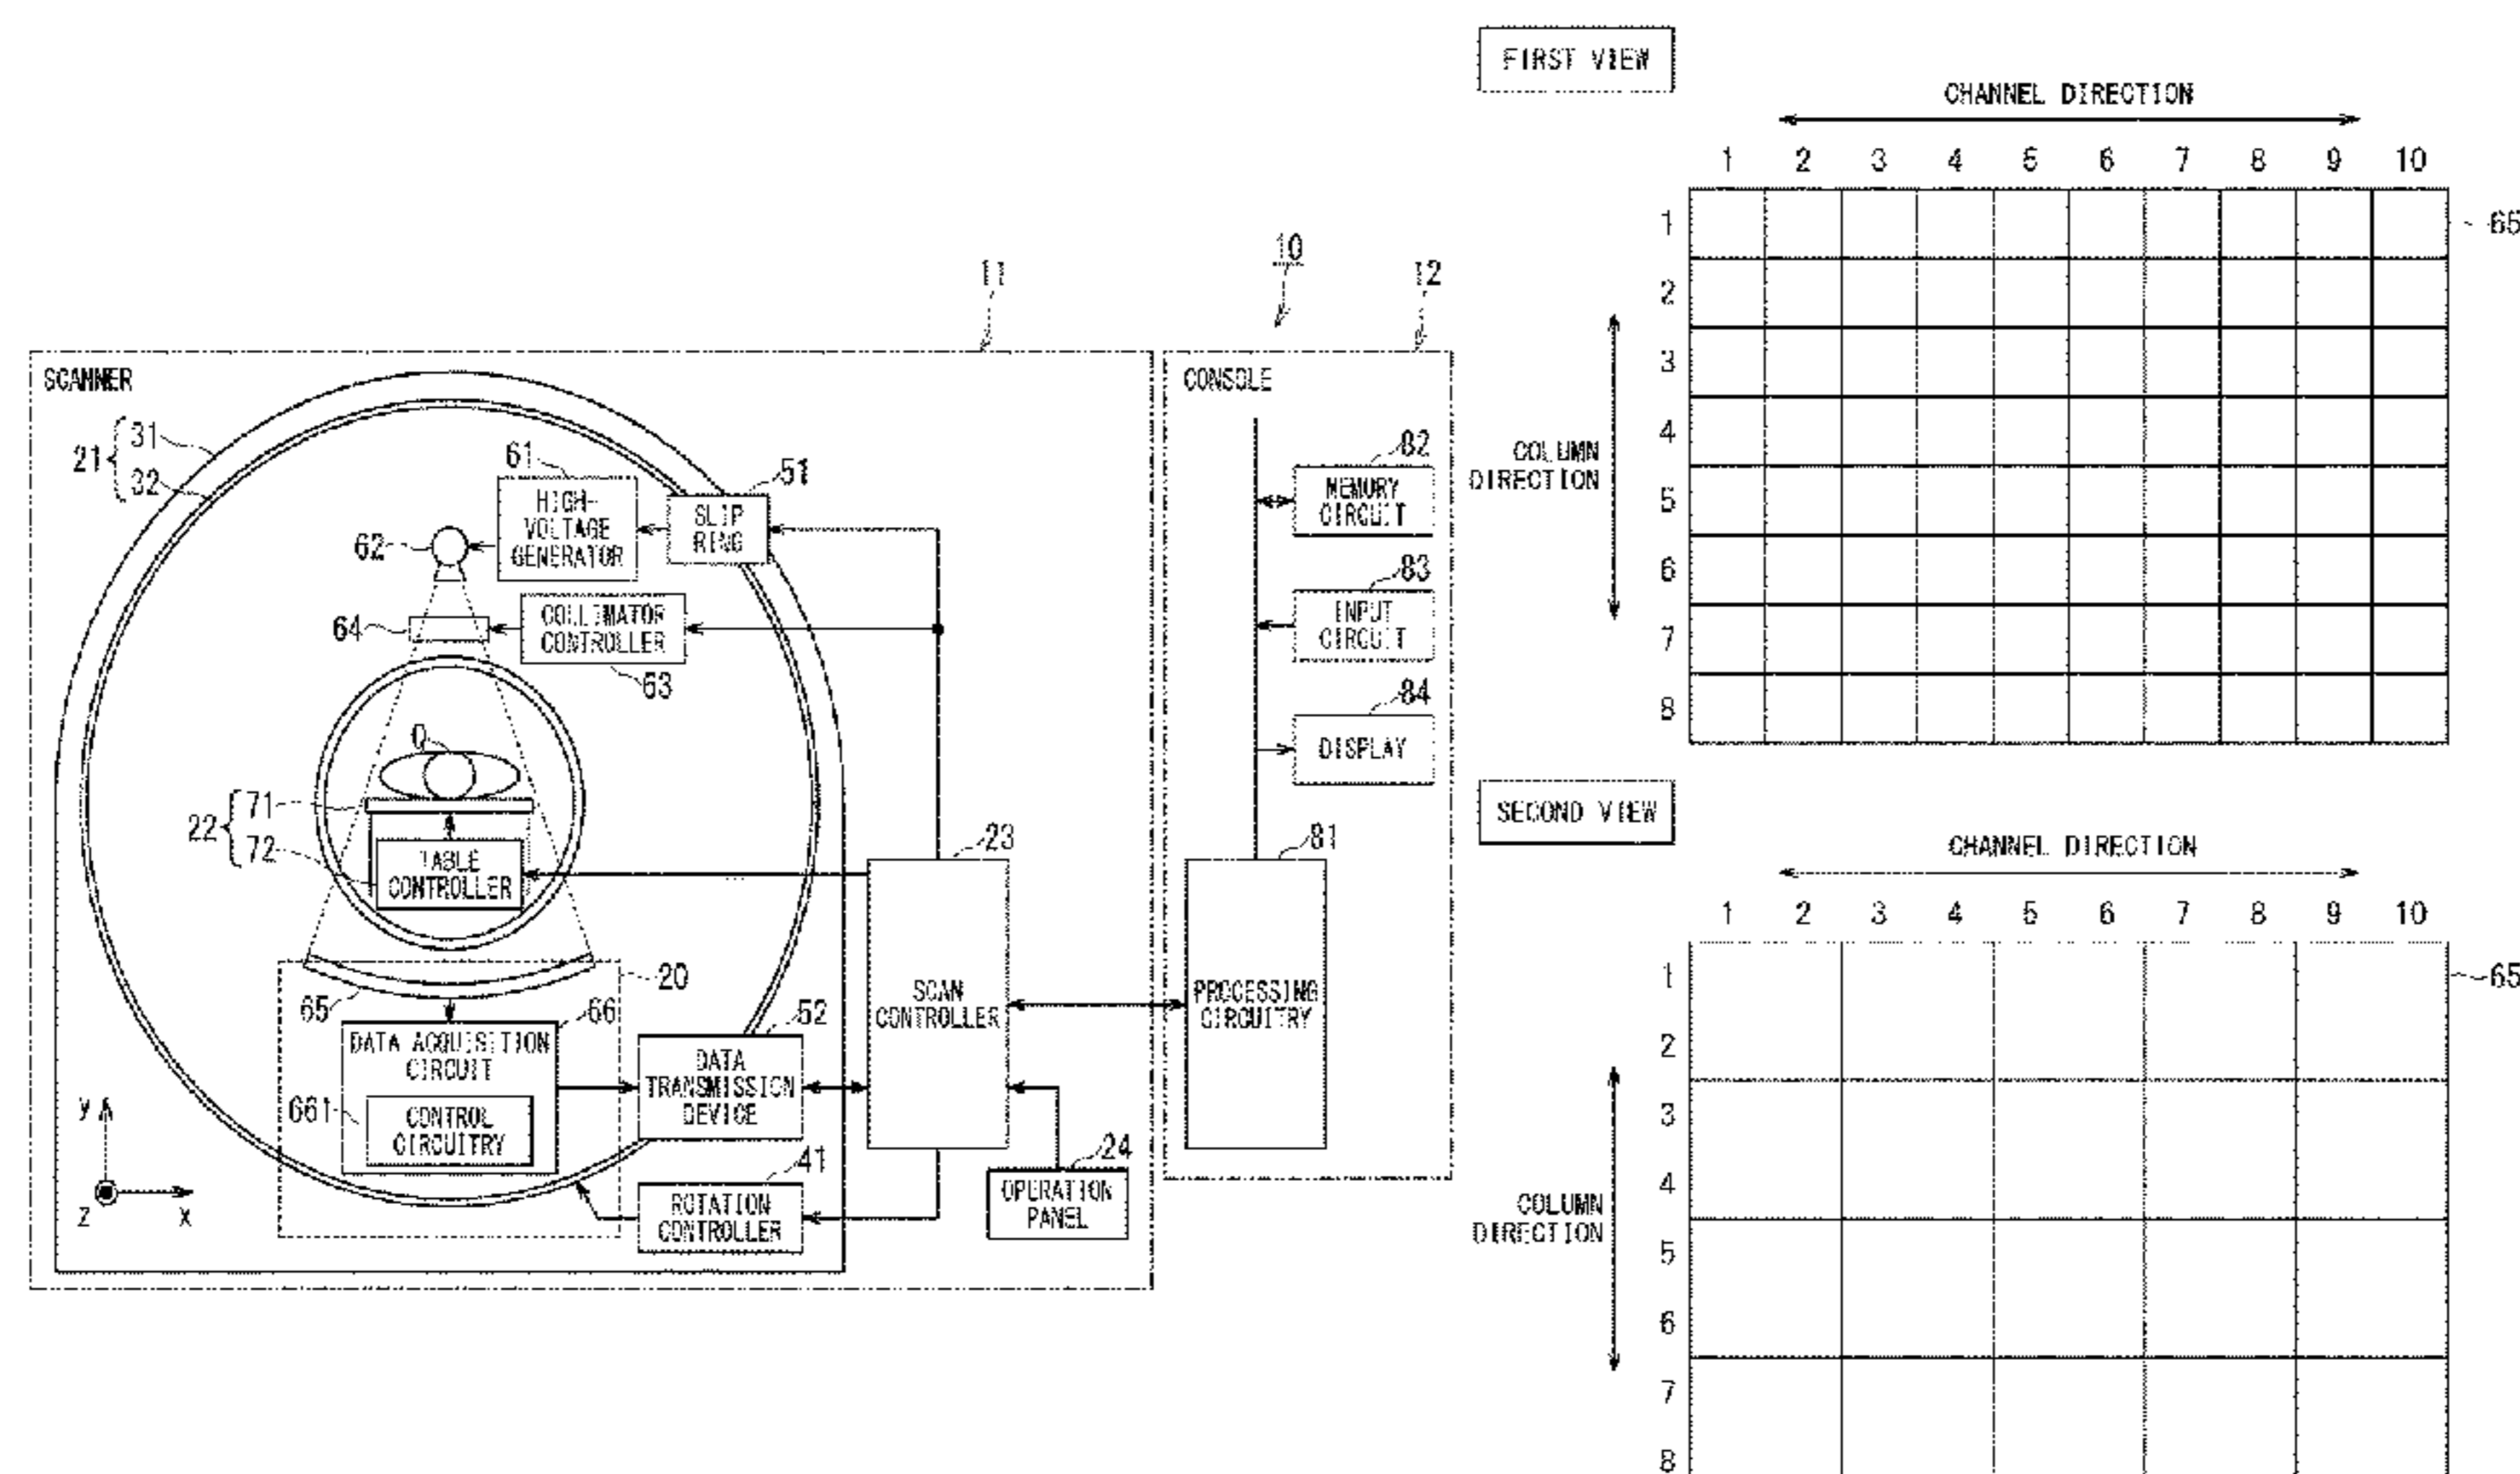 10
11
12
SCANNER
21
31
32
61
HIGH-
VOLTAGE
GENERATOR
51
SLIP
RING
62
64
COLLIMATOR
CONTROLLER
63
O
22
71
72
TABLE
CONTROLLER
23
SCAN
CONTROLLER
20
65
66
DATA ACQUISITION
CIRCUIT
661
CONTROL
CIRCUITRY
52
DATA
TRANSMISSION
DEVICE
41
ROTATION
CONTROLLER
24
OPERATION
PANEL
y
z
x
CONSOLE
82
MEMORY
CIRCUIT
83
INPUT
CIRCUIT
84
DISPLAY
81
PROCESSING
CIRCUITRY
FIRST VIEW
CHANNEL DIRECTION
1 2 3 4 5 6 7 8 9 10
1
65
2
3
4
5
6
7
8
COLUMN
DIRECTION
SECOND VIEW
CHANNEL DIRECTION
1 2 3 4 5 6 7 8 9 10
1
65
2
3
4
5
6
7
8
COLUMN
DIRECTION